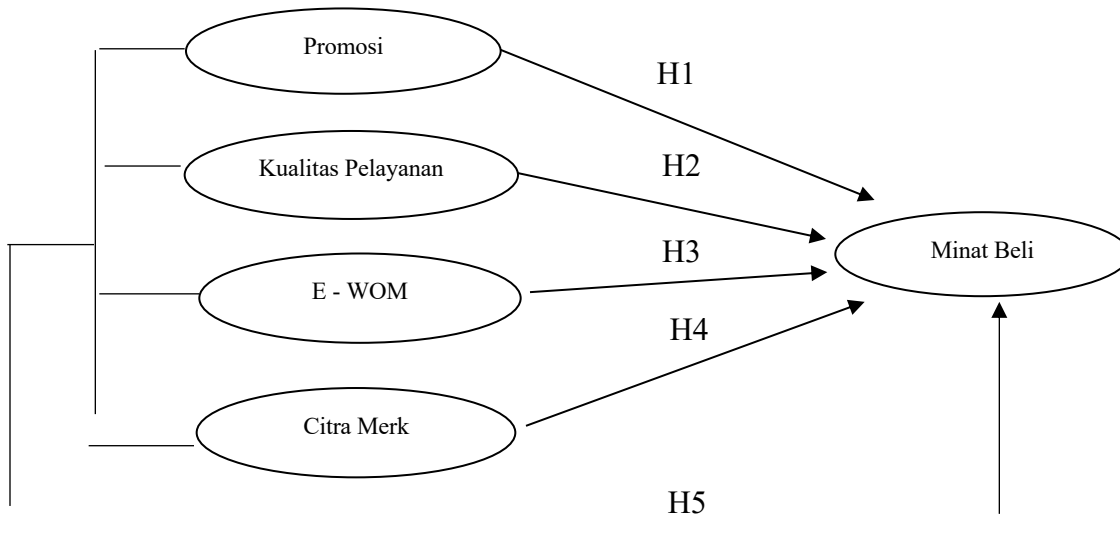 Promosi
H1
Kualitas Pelayanan
H2
Minat Beli
H3
E - WOM
H4
Citra Merk
H5